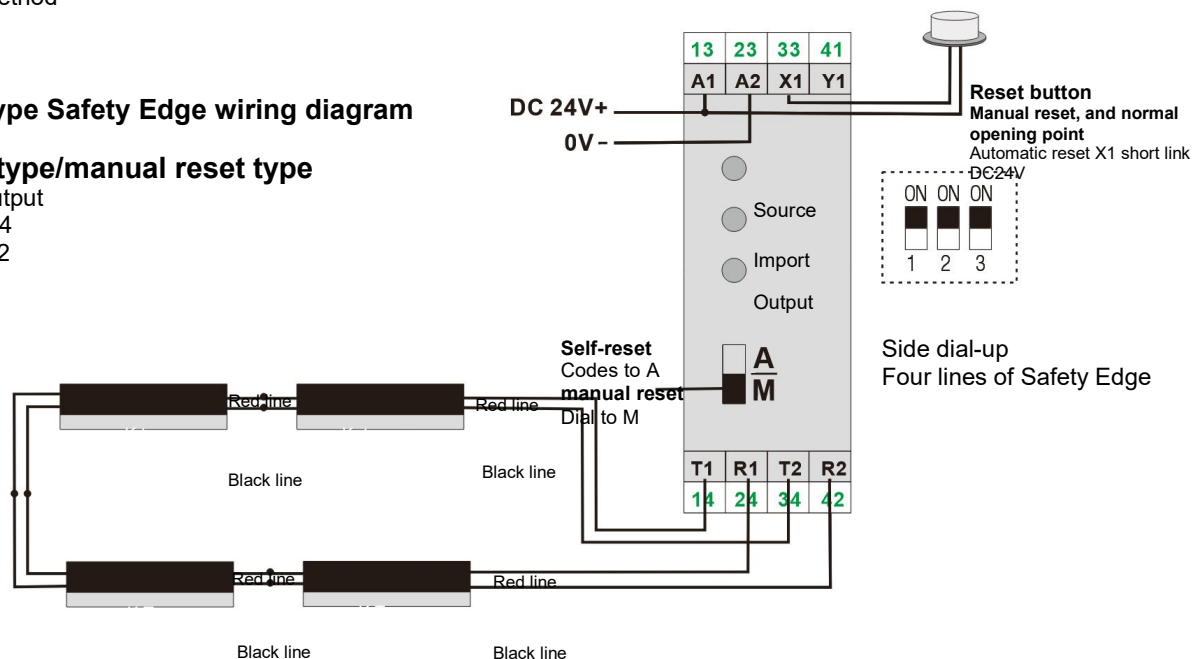 ethod
ype Safety Edge wiring diagram
type/manual reset type
tput
4
2
13 23 33 41
A1 A2 X1 Y1
DC 24V+
0V -
Reset button
Manual reset, and normal
opening point
Automatic reset X1 short link
DC24V
ON ON ON
1 2 3
Source
Import
Output
Side dial-up
Four lines of Safety Edge
Self-reset
Codes to A
manual reset
Dial to M
A
M
Red line
Red line
Black line
Black line
T1 R1 T2 R2
14 24 34 42
Red line
Red line
Black line
Black line